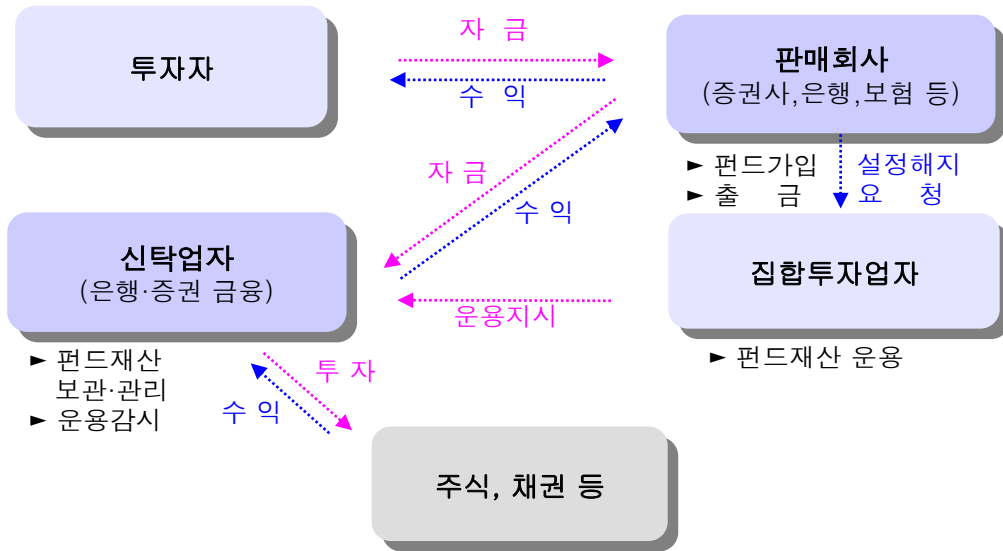 투자자
자 금
수 익
판매회사
(증권사,은행,보험 등)
► 펀드가입
► 출 금
설정해지
요 청
자 금
수 익
신탁업자
(은행·증권 금융)
집합투자업자
운용지시
► 펀드재산
보관·관리
► 운용감시
► 펀드재산 운용
투 자
수 익
주식, 채권 등